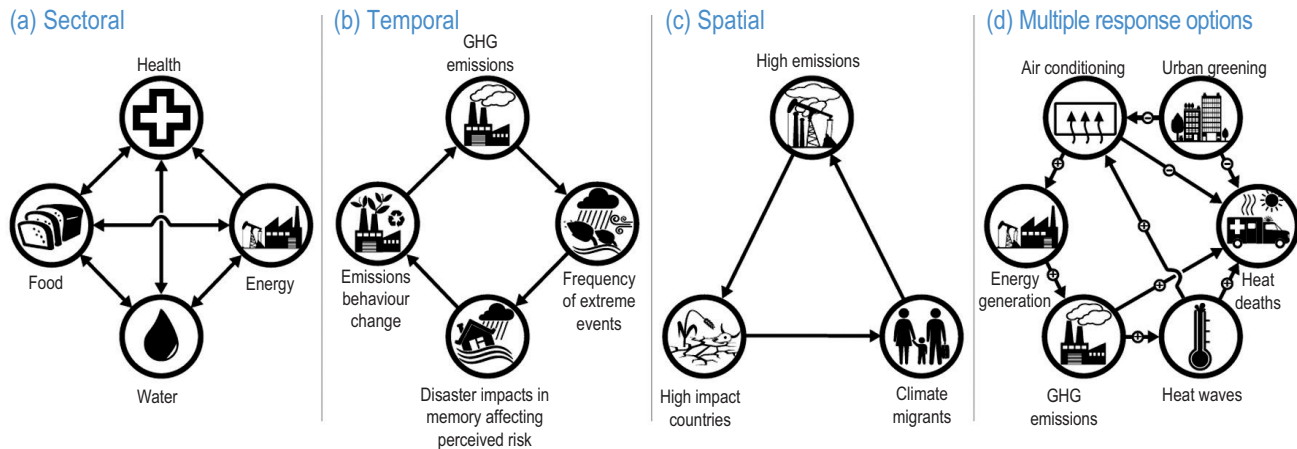 (a) Sectoral
Health
Food
Energy
Water
(b) Temporal
GHG
emissions
Emissions
behaviour
change
Frequency
of extreme
events
Disaster impacts in
memory affecting
perceived risk
(c) Spatial
High emissions
High impact
countries
Climate
migrants
(d) Multiple response options
Air conditioning
Urban greening
Energy
generation
Heat
deaths
GHG
emissions
Heat waves